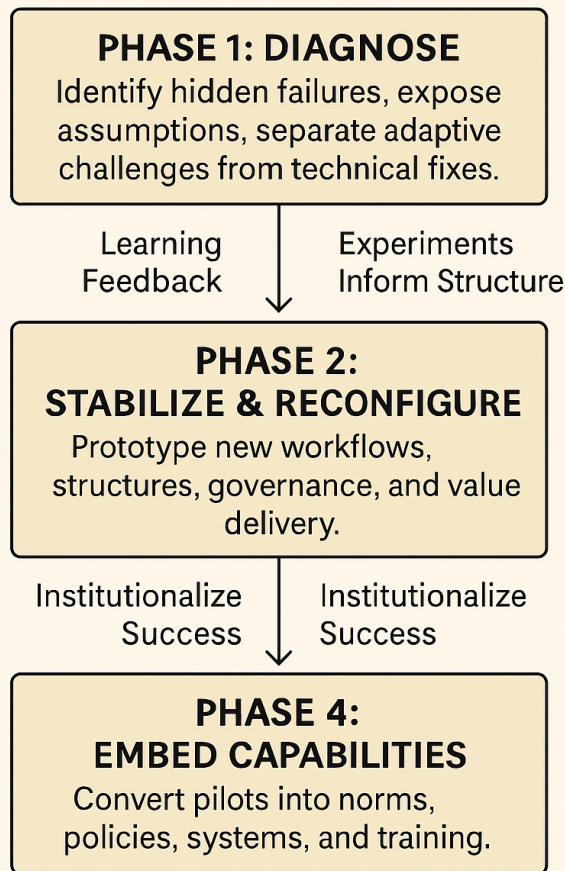 PHASE 1: DIAGNOSE
Identify hidden failures, expose
assumptions, separate adaptive
challenges from technical fixes.
Learning
Feedback
Experiments
Inform Structure
PHASE 2:
STABILIZE & RECONFIGURE
Prototype new workflows,
structures, governance, and value
delivery.
Institutionalize
Success
Institutionalize
Success
PHASE 4:
EMBED CAPABILITIES
Convert pilots into norms,
policies, systems, and training.